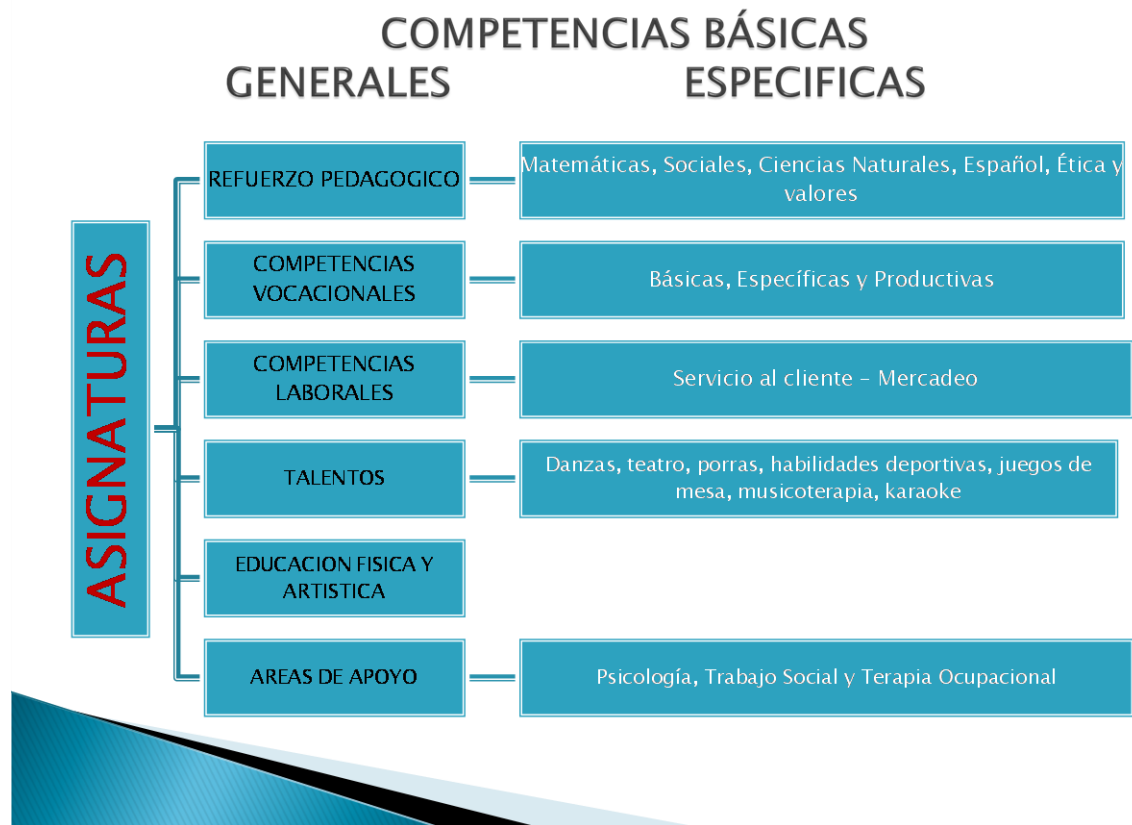 COMPETENCIAS BÁSICAS
GENERALES ESPECIFICAS
ASIGNATURAS
REFUERZO PEDAGOGICO
Matemáticas, Sociales, Ciencias Naturales, Español, Ética y
valores
COMPETENCIAS
VOCACIONALES
Básicas, Específicas y Productivas
COMPETENCIAS
LABORALES
Servicio al cliente – Mercadeo
TALENTOS
Danzas, teatro, porras, habilidades deportivas, juegos de
mesa, musicoterapia, karaoke
EDUCACION FISICA Y
ARTISTICA
AREAS DE APOYO
Psicología, Trabajo Social y Terapia Ocupacional